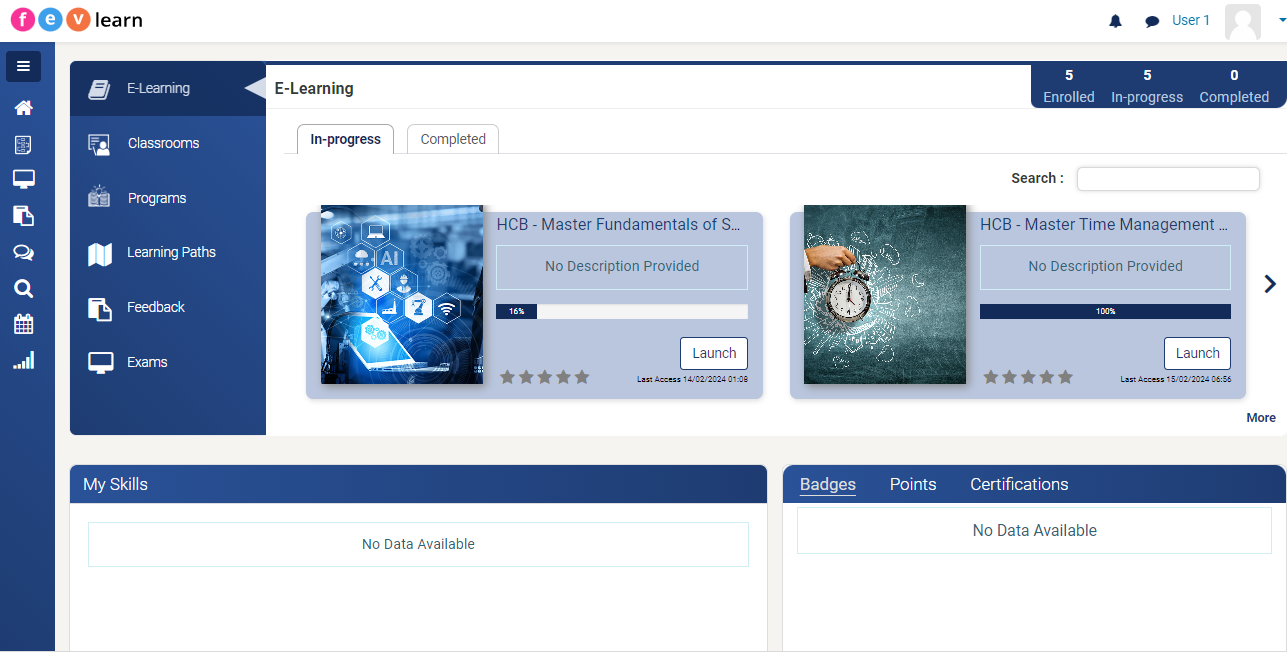 fev learn
User 1
5 5 0
Enrolled In-progress Completed
E-Learning
Classrooms
Programs
Learning Paths
Feedback
Exams
E-Learning
In-progress Completed
Search :
AI
HCB - Master Fundamentals of S...
No Description Provided
16%
Launch
Last Access 14/02/2024 01:08
HCB - Master Time Management ...
No Description Provided
100%
Launch
Last Access 15/02/2024 06:56
More
My Skills
No Data Available
Badges Points Certifications
No Data Available